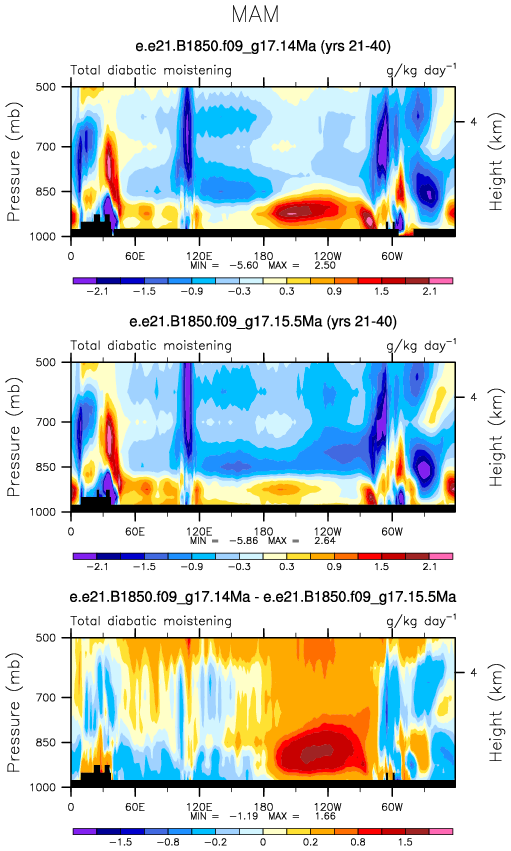 MAM
e.e21.B1850.f09_g17.14Ma (yrs 21-40)
Total diabatic moistening g/kg day⁻¹
Pressure (mb)
Height (km)
500
700
850
1000
4
0 60E 120E 180 120W 60W
MIN = -5.60 MAX = 2.50
-2.1 -1.5 -0.9 -0.3 0.3 0.9 1.5 2.1
e.e21.B1850.f09_g17.15.5Ma (yrs 21-40)
Total diabatic moistening g/kg day⁻¹
Pressure (mb)
Height (km)
500
700
850
1000
4
0 60E 120E 180 120W 60W
MIN = -5.86 MAX = 2.64
-2.1 -1.5 -0.9 -0.3 0.3 0.9 1.5 2.1
e.e21.B1850.f09_g17.14Ma - e.e21.B1850.f09_g17.15.5Ma
Total diabatic moistening g/kg day⁻¹
Pressure (mb)
Height (km)
500
700
850
1000
4
0 60E 120E 180 120W 60W
MIN = -1.19 MAX = 1.66
-1.5 -0.8 -0.2 0 0.2 0.8 1.5